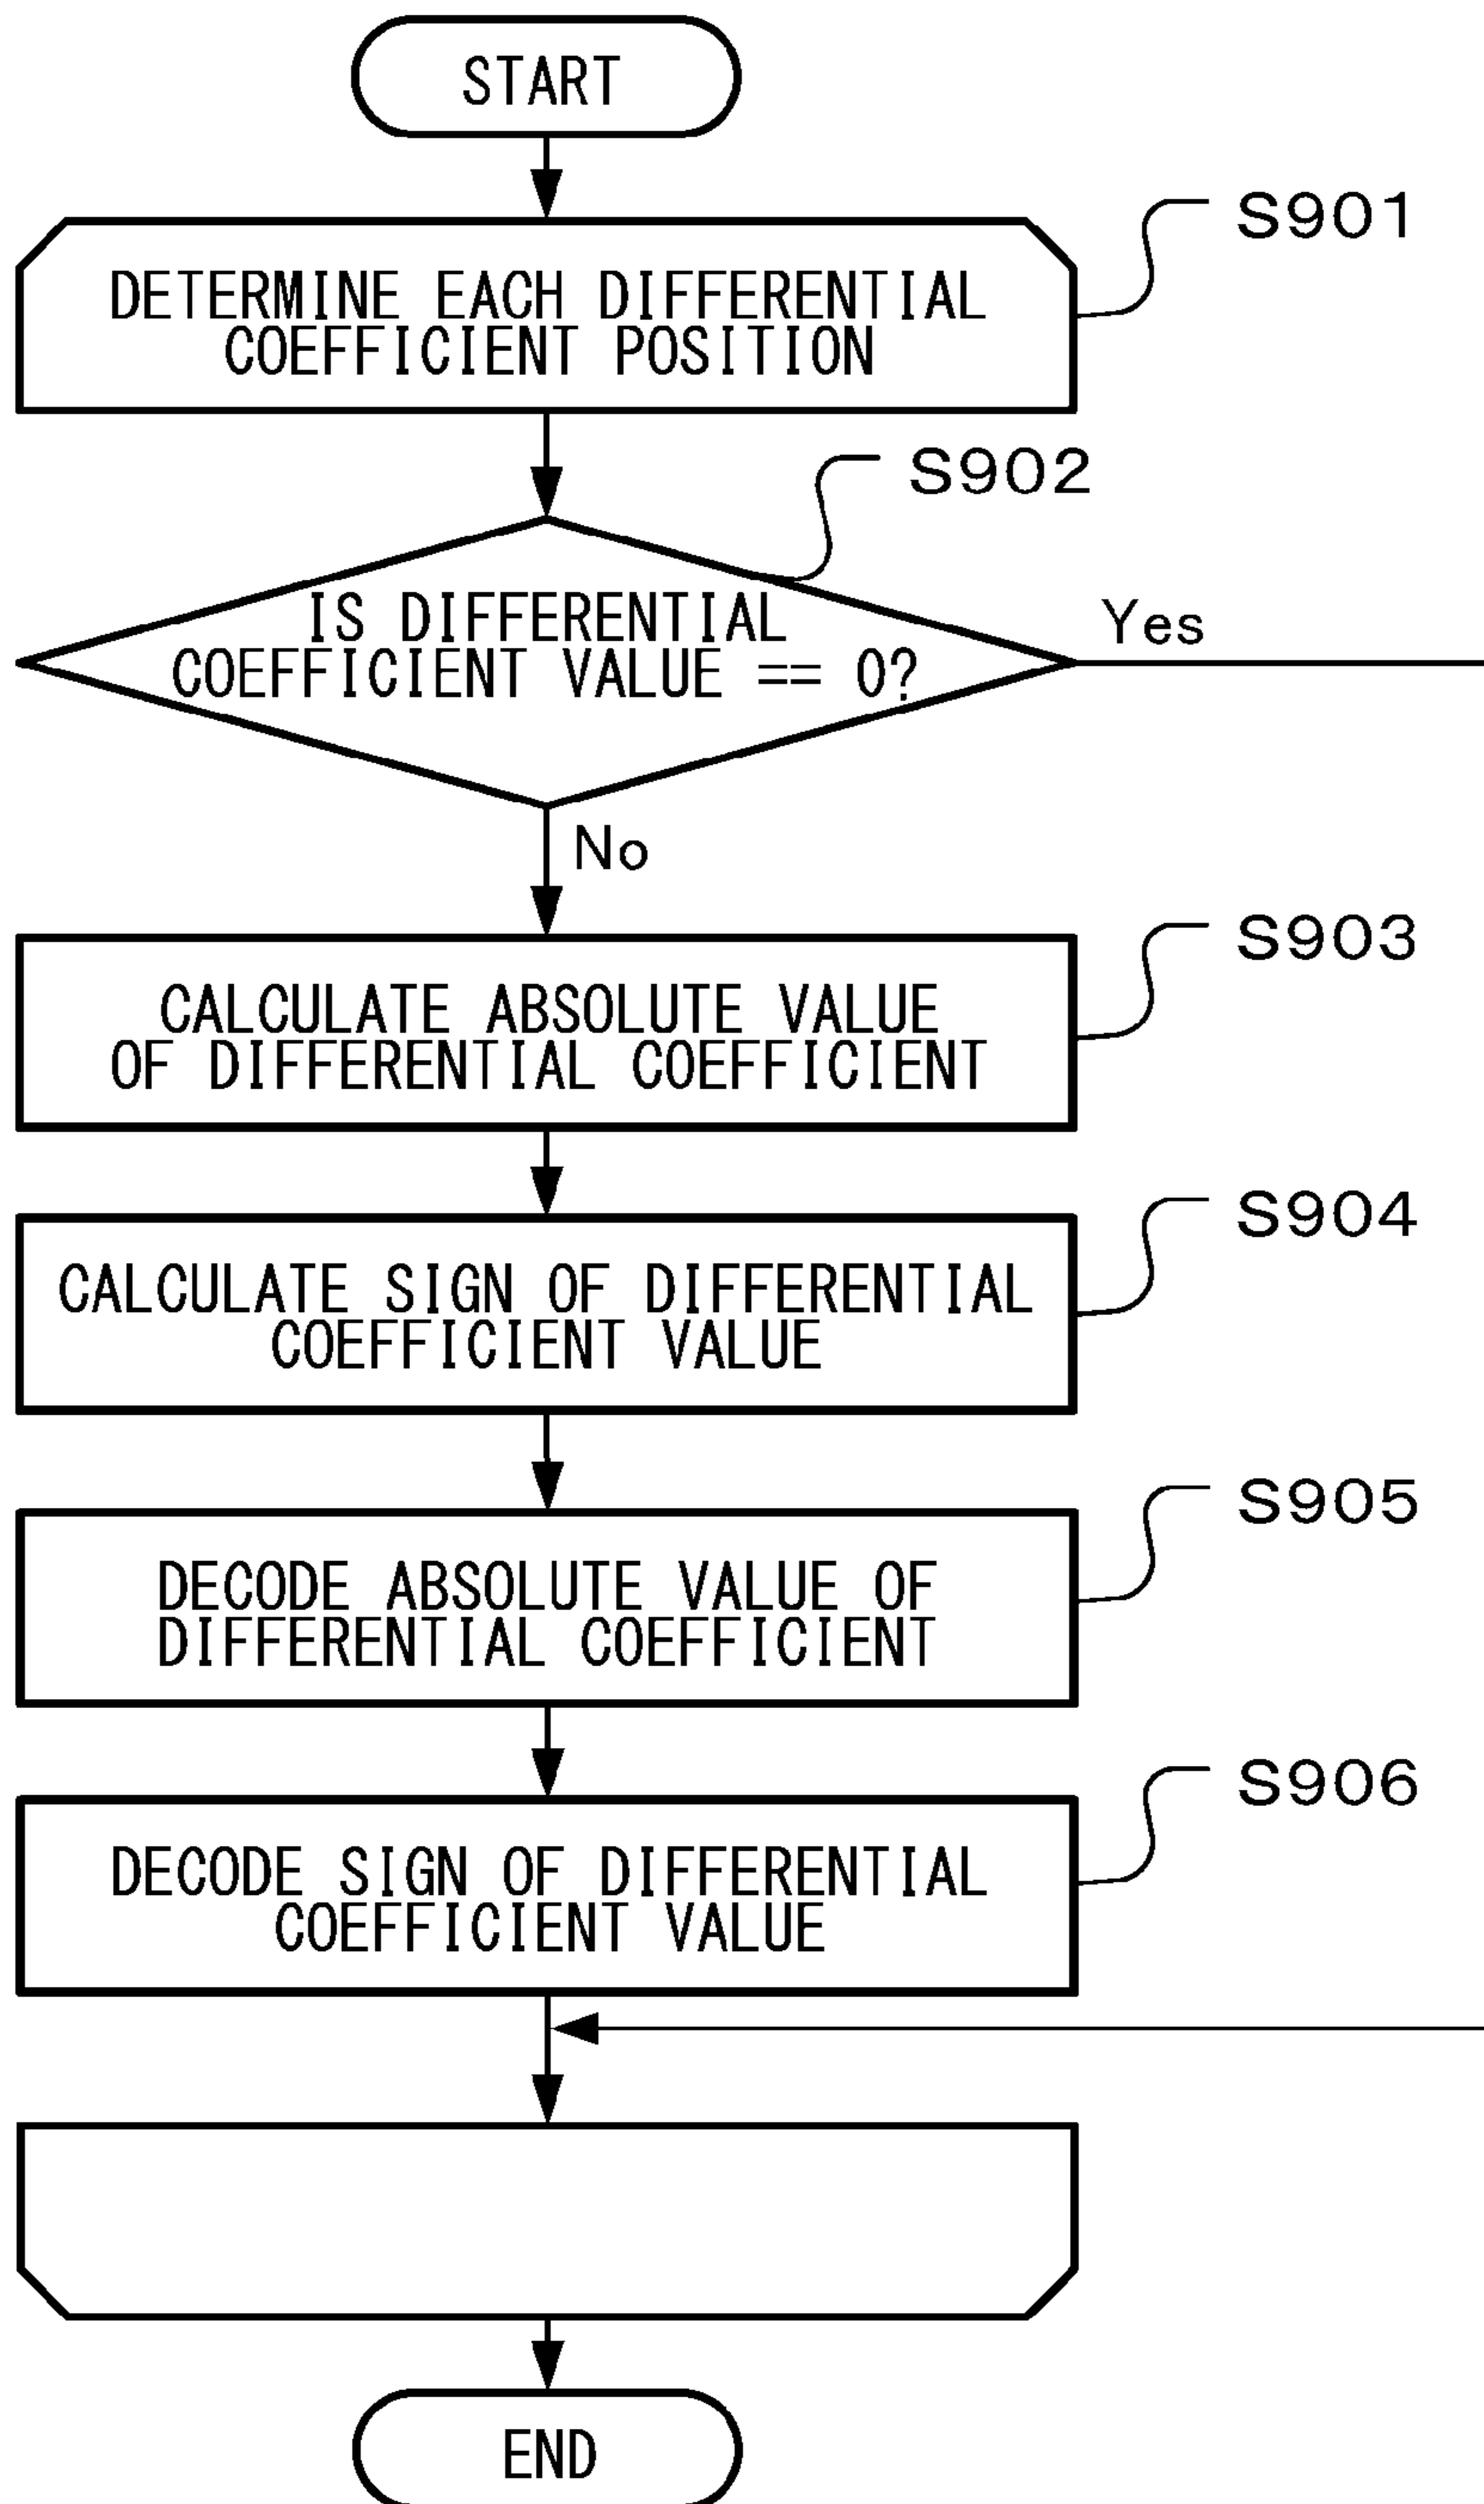 START
S901
DETERMINE EACH DIFFERENTIAL
COEFFICIENT POSITION
S902
IS DIFFERENTIAL
COEFFICIENT VALUE == 0?
Yes
No
S903
CALCULATE ABSOLUTE VALUE
OF DIFFERENTIAL COEFFICIENT
S904
CALCULATE SIGN OF DIFFERENTIAL
COEFFICIENT VALUE
S905
DECODE ABSOLUTE VALUE OF
DIFFERENTIAL COEFFICIENT
S906
DECODE SIGN OF DIFFERENTIAL
COEFFICIENT VALUE
END